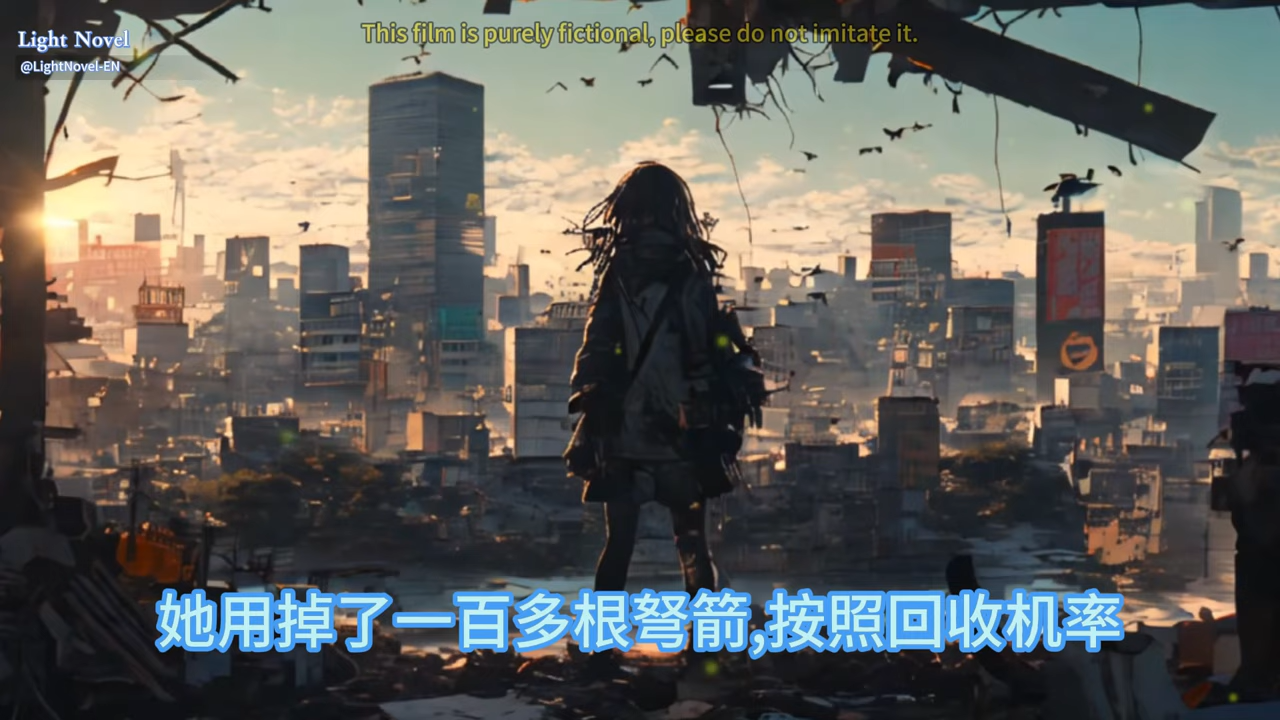 This film is purely fictional, please do not imitate it.
Light Novel
@LightNovel-EN
她用掉了一百多根弩箭,按照回收机率